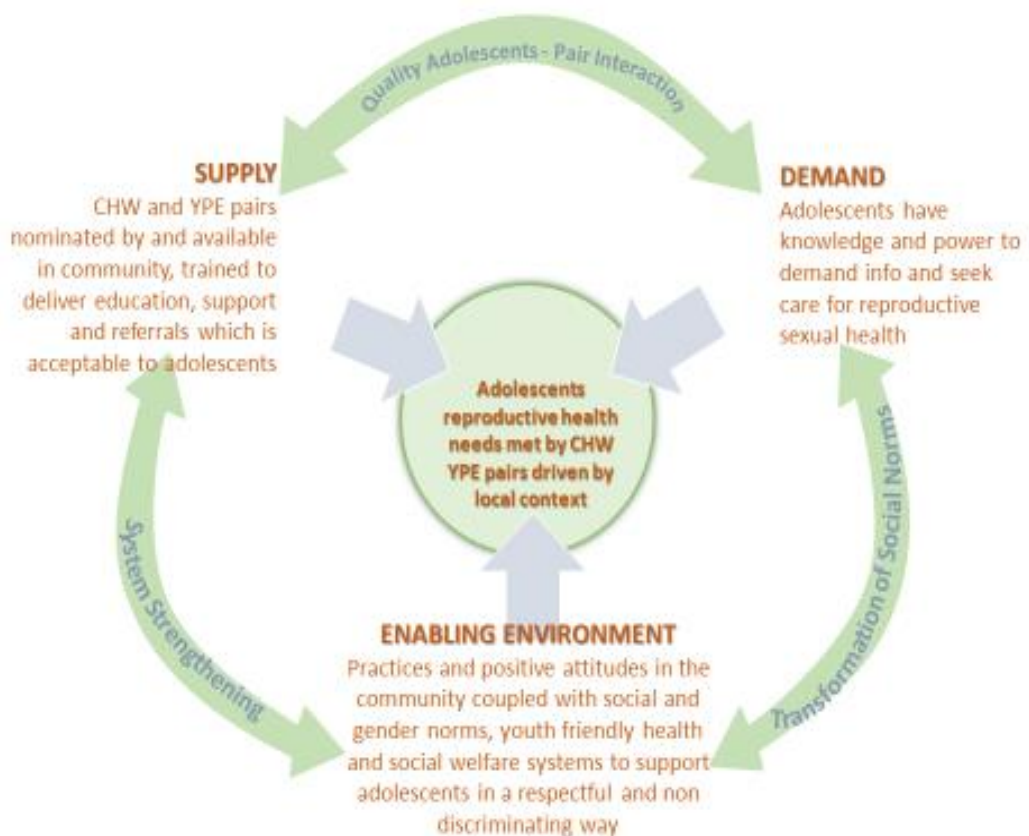 Quality Adolescents - Pair Interaction
SUPPLY
CHW and YPE pairs
nominated by and available
in community, trained to
deliver education, support
and referrals which is
acceptable to adolescents
DEMAND
Adolescents have
knowledge and power to
demand info and seek
care for reproductive
sexual health
Adolescents
reproductive health
needs met by CHW
YPE pairs driven by
local context
System Strengthening
Transformation of Social Norms
ENABLING ENVIRONMENT
Practices and positive attitudes in the
community coupled with social and
gender norms, youth friendly health
and social welfare systems to support
adolescents in a respectful and non
discriminating way